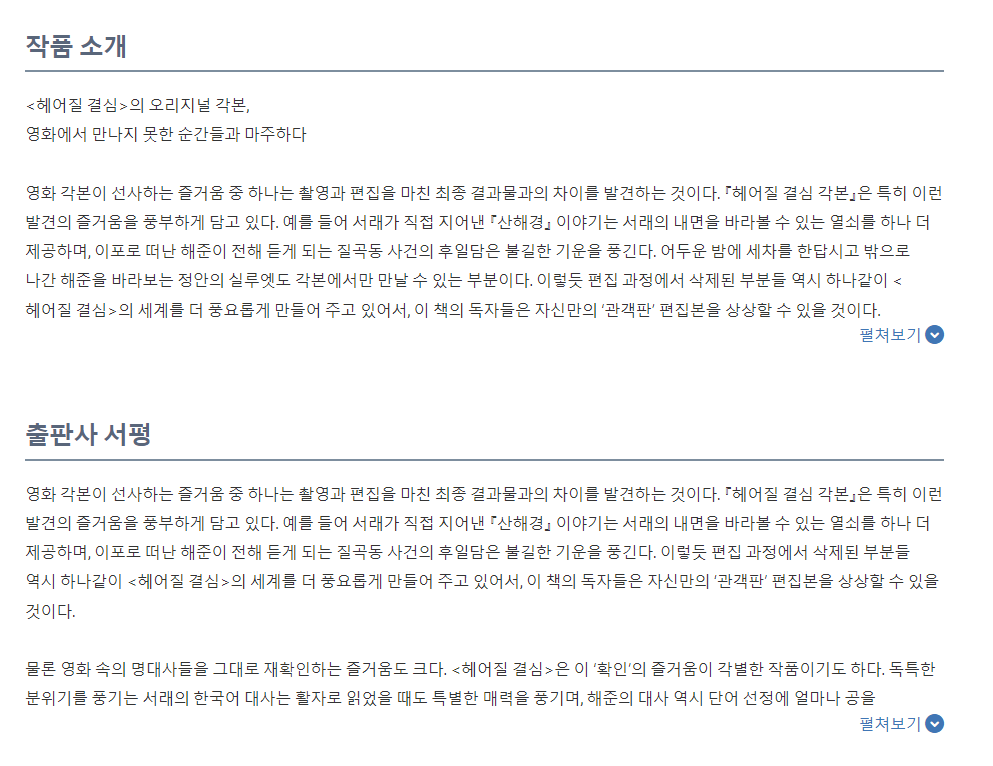 작품 소개
<헤어질 결심>의 오리지널 각본,
영화에서 만나지 못한 순간들과 마주하다
영화 각본이 선사하는 즐거움 중 하나는 촬영과 편집을 마친 최종 결과물과의 차이를 발견하는 것이다. 『헤어질 결심 각본』은 특히 이런
발견의 즐거움을 풍부하게 담고 있다. 예를 들어 서래가 직접 지어낸 『산해경』 이야기는 서래의 내면을 바라볼 수 있는 열쇠를 하나 더
제공하며, 이포로 떠난 해준이 전해 듣게 되는 질곡동 사건의 후일담은 불길한 기운을 풍긴다. 어두운 밤에 세차를 한답시고 밖으로
나간 해준을 바라보는 정안의 실루엣도 각본에서만 만날 수 있는 부분이다. 이렇듯 편집 과정에서 삭제된 부분들 역시 하나같이 <
헤어질 결심>의 세계를 더 풍요롭게 만들어 주고 있어서, 이 책의 독자들은 자신만의 ‘관객판’ 편집본을 상상할 수 있을 것이다.
펼쳐보기
출판사 서평
영화 각본이 선사하는 즐거움 중 하나는 촬영과 편집을 마친 최종 결과물과의 차이를 발견하는 것이다. 『헤어질 결심 각본』은 특히 이런
발견의 즐거움을 풍부하게 담고 있다. 예를 들어 서래가 직접 지어낸 『산해경』 이야기는 서래의 내면을 바라볼 수 있는 열쇠를 하나 더
제공하며, 이포로 떠난 해준이 전해 듣게 되는 질곡동 사건의 후일담은 불길한 기운을 풍긴다. 이렇듯 편집 과정에서 삭제된 부분들
역시 하나같이 <헤어질 결심>의 세계를 더 풍요롭게 만들어 주고 있어서, 이 책의 독자들은 자신만의 ‘관객판’ 편집본을 상상할 수 있을
것이다.
물론 영화 속의 명대사들을 그대로 재확인하는 즐거움도 크다. <헤어질 결심>은 이 ‘확인’의 즐거움이 각별한 작품이기도 하다. 독특한
분위기를 풍기는 서래의 한국어 대사는 활자로 읽었을 때도 특별한 매력을 풍기며, 해준의 대사 역시 단어 선정에 얼마나 공을
펼쳐보기